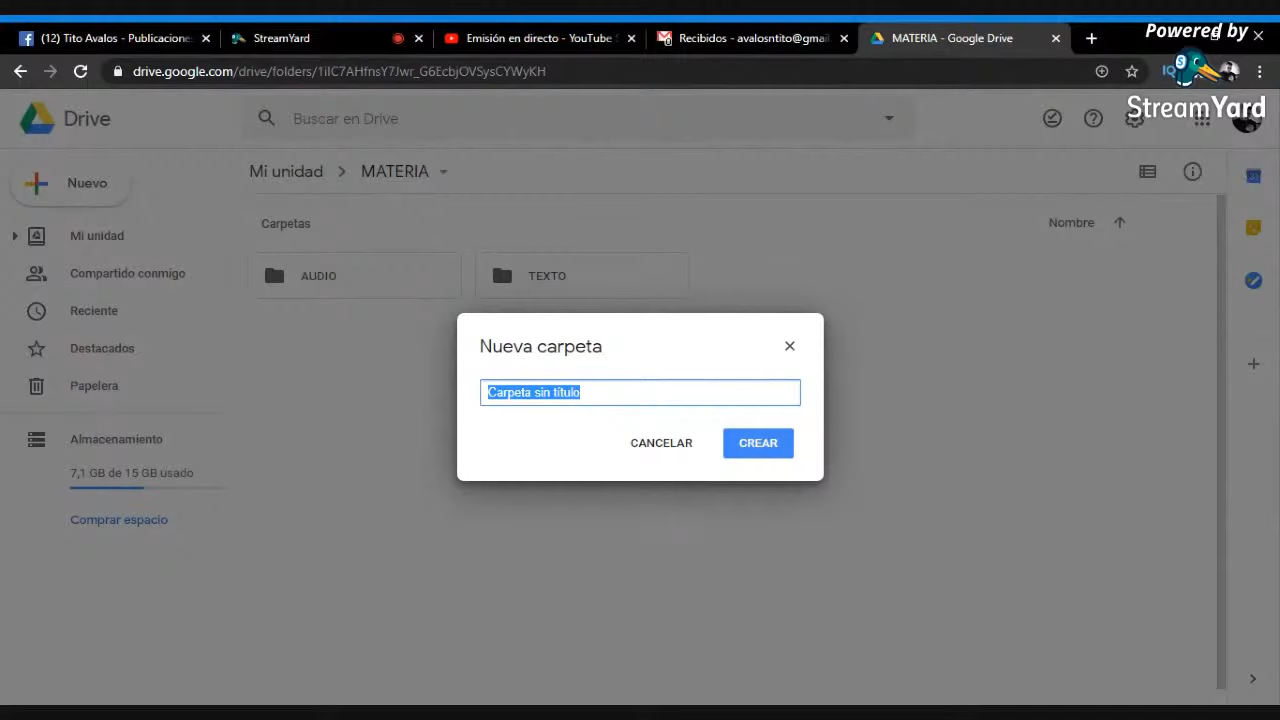 Powered by
StreamYard
(12) Tito Avalos - Publicacione
StreamYard
Emisión en directo - YouTube S
Recibidos - avalosntito@gmai
MATERIA - Google Drive
drive.google.com/drive/folders/1ilC7AHfnsY7Jwr_G6EcbjOVSysCYWyKH
Drive
Buscar en Drive
Nuevo
Mi unidad
MATERIA
Mi unidad
Compartido conmigo
Reciente
Destacados
Papelera
Almacenamiento
7,1 GB de 15 GB usado
Comprar espacio
Carpetas
Nombre
AUDIO
TEXTO
Nueva carpeta
Carpeta sin título
CANCELAR
CREAR